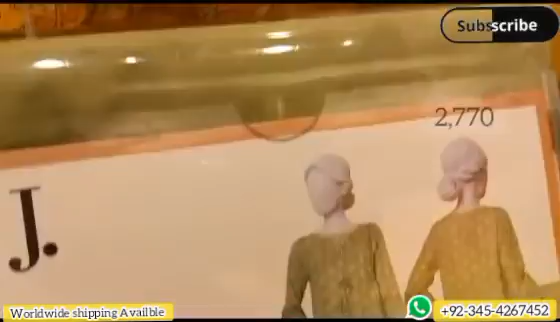 Subscribe
2,770
J.
Worldwide shipping Availble
+92-345-4267452